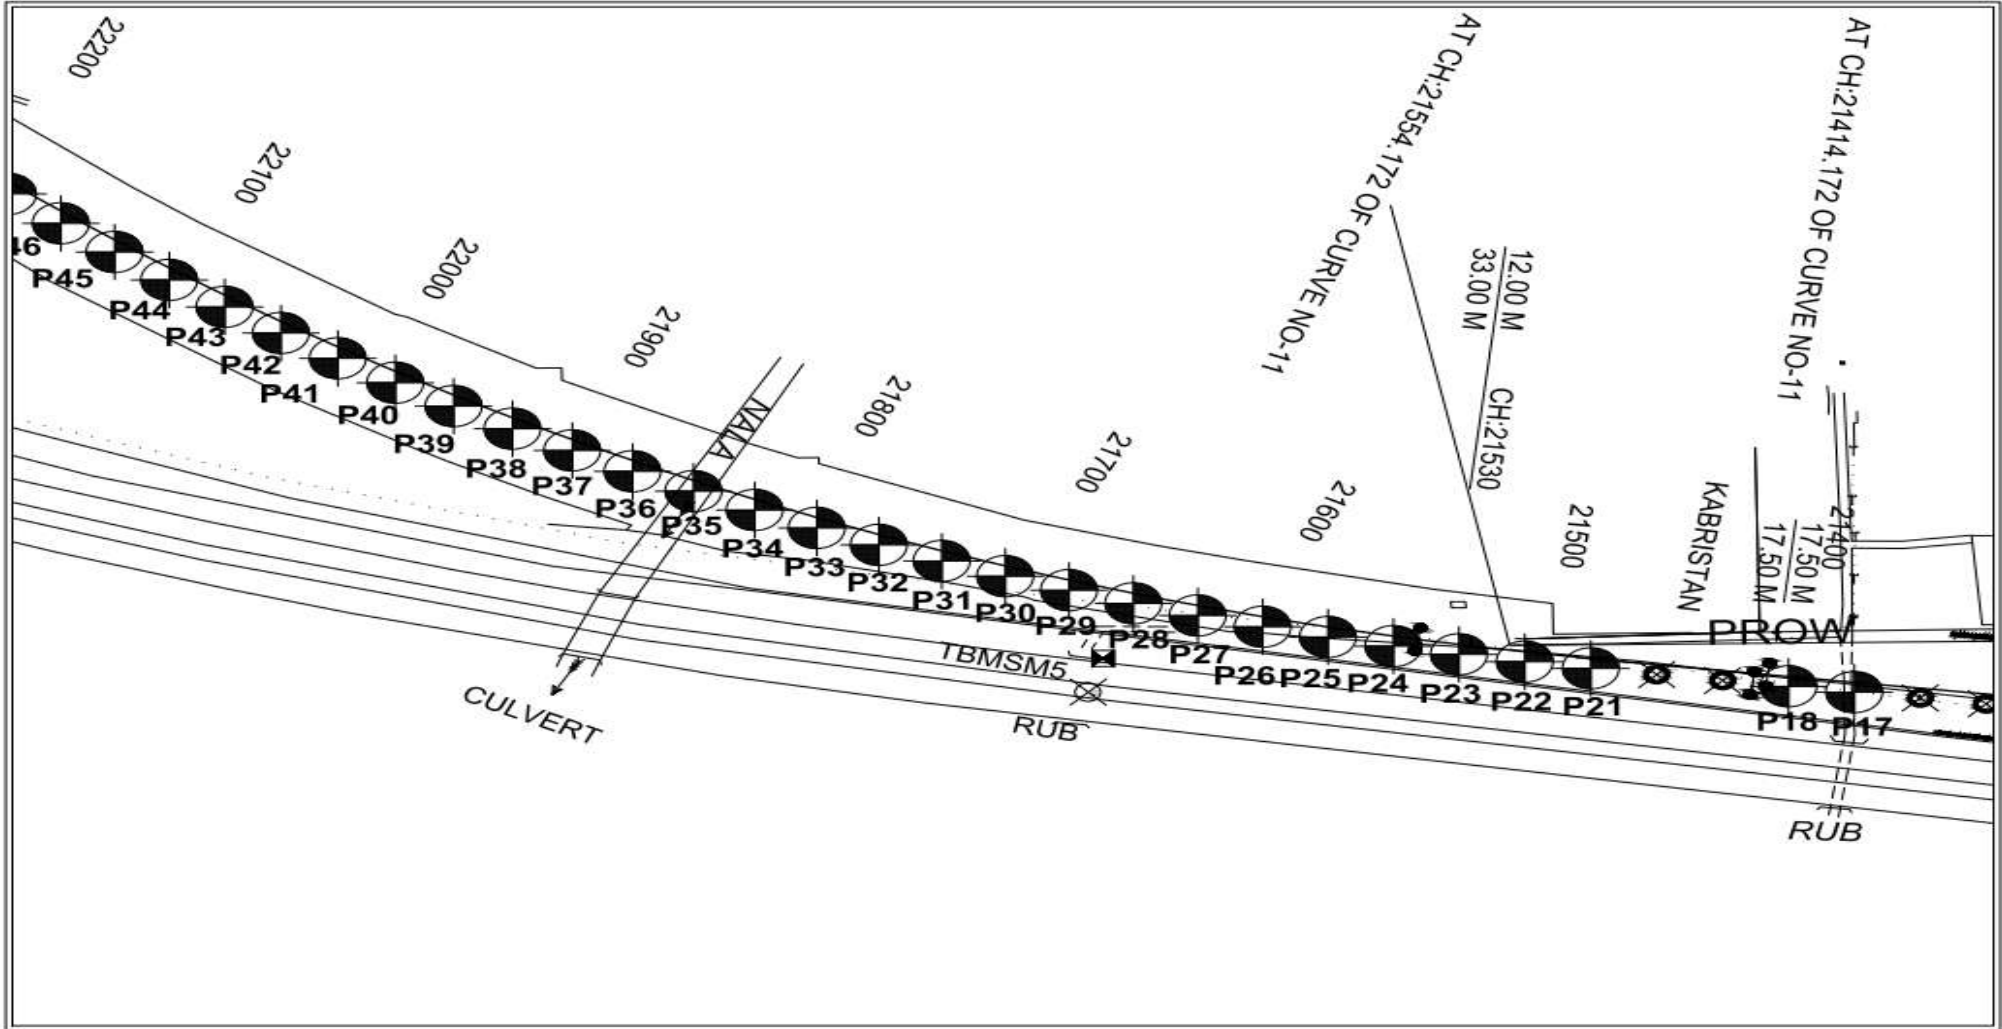 22200
22100
22000
21900
21800
21700
21600
21500
21400
AT CH:21554.172 OF CURVE NO-11
AT CH:21414.172 OF CURVE NO-11
12.00 M
33.00 M
CH:21530
KABRISTAN
17.50 M
17.50 M
PROW
NALA
46
P45
P44
P43
P42
P41
P40
P39
P38
P37
P36
P35
P34
P33
P32
P31
P30
P29
P28
P27
P26
P25
P24
P23
P22
P21
P18
P17
TBMSM5
CULVERT
RUB
RUB